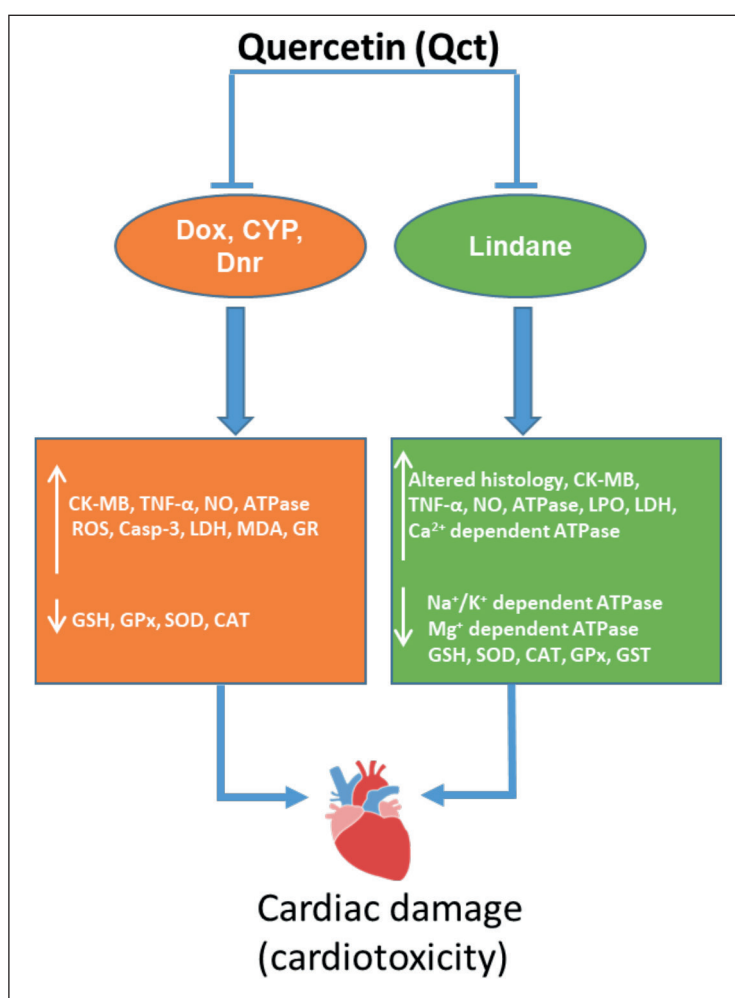 Quercetin (Qct)
Dox, CYP,
Dnr
Lindane
CK-MB, TNF-α, NO, ATPase
ROS, Casp-3, LDH, MDA, GR
GSH, GPx, SOD, CAT
Altered histology, CK-MB,
TNF-α, NO, ATPase, LPO, LDH,
Ca²⁺ dependent ATPase
Na⁺/K⁺ dependent ATPase
Mg⁺ dependent ATPase
GSH, SOD, CAT, GPx, GST
Cardiac damage
(cardiotoxicity)